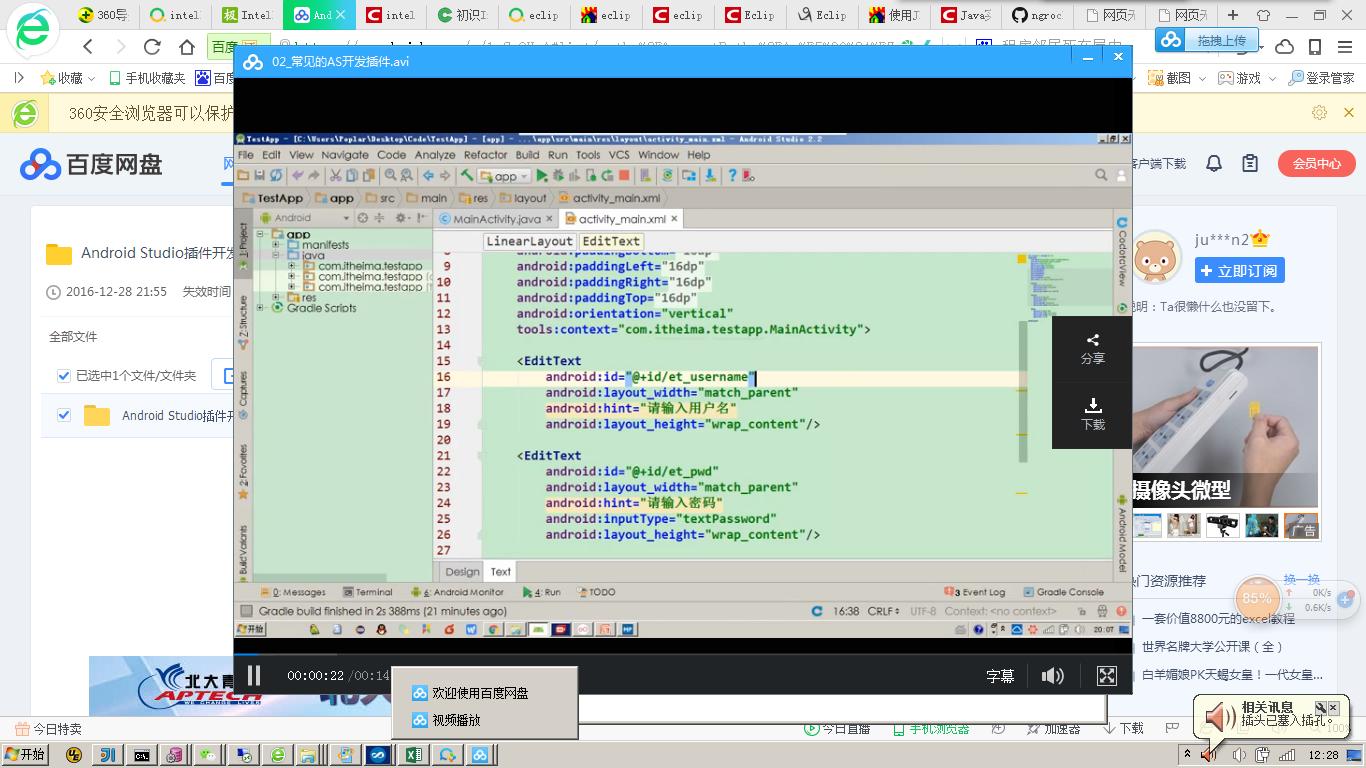 360导
intel
Intel
And
intel
初识I
eclip
eclip
eclip
Eclip
Eclip
使用J
Java
ngroc
网页无
网页无
百度
拖拽上传
收藏
手机收藏夹
截图
游戏
登录管家
360安全浏览器可以保护
百度网盘
客户端下载
会员中心
Android Studio插件开发
2016-12-28 21:55 失效时间
全部文件
已选中1个文件/文件夹
Android Studio插件开
02_常见的AS开发插件.avi
TestApp - [C:\Users\Poplar\Desktop\Code\TestApp] - [app] - ...\app\src\main\res\layout\activity_main.xml - Android Studio 2.2
File Edit View Navigate Code Analyze Refactor Build Run Tools VCS Window Help
app
TestApp app src main res layout activity_main.xml
Android
MainActivity.java
activity_main.xml
1: Project
Z: Structure
Captures
2: Favorites
Build Variants
app
manifests
java
com.itheima.testapp
com.itheima.testapp
com.itheima.testapp
res
Gradle Scripts
LinearLayout
EditText
9 android:paddingLeft="16dp"
10 android:paddingRight="16dp"
11 android:paddingTop="16dp"
12 android:orientation="vertical"
13 tools:context="com.itheima.testapp.MainActivity">
14
15 <EditText
16 android:id="@+id/et_username"
17 android:layout_width="match_parent"
18 android:hint="请输入用户名"
19 android:layout_height="wrap_content"/>
20
21 <EditText
22 android:id="@+id/et_pwd"
23 android:layout_width="match_parent"
24 android:hint="请输入密码"
25 android:inputType="textPassword"
26 android:layout_height="wrap_content"/>
27
Design Text
CodotaView
Android Model
0: Messages Terminal 6: Android Monitor 4: Run TODO
3 Event Log Gradle Console
Gradle build finished in 2s 388ms (21 minutes ago)
16:38 CRLF UTF-8 Context: <no context>
开始
20:07
分享
下载
00:00:22 /00:14
字幕
欢迎使用百度网盘
视频播放
ju***n2
立即订阅
说明：Ta很懒什么也没留下。
摄像头微型
广告
热门资源推荐
换一换
85%
0K/s
0.6K/s
一套价值8800元的excel教程
世界名牌大学公开课（全）
白羊媚娘PK天蝎女皇！一代女皇...
北大青
APTECH
WE CHANGE LIVES
今日特卖
今日直播
手机浏览器
加速器
下载
相关讯息
插头已塞入插孔。
开始
12:28